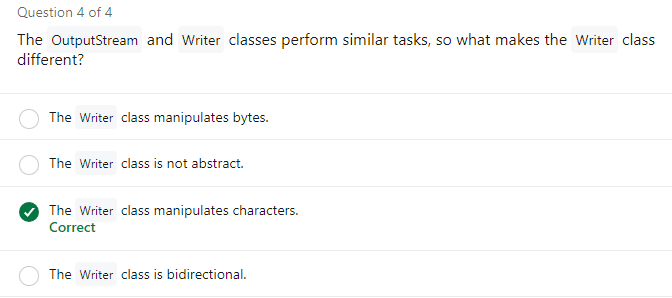 Question 4 of 4
The OutputStream and Writer classes perform similar tasks, so what makes the Writer class
different?
The Writer class manipulates bytes.
The Writer class is not abstract.
The Writer class manipulates characters.
Correct
The Writer class is bidirectional.